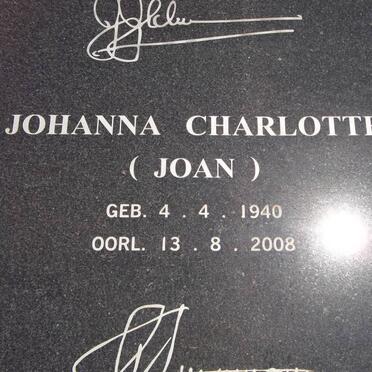 JOHANNA CHARLOTTE
( JOAN )
GEB. 4 . 4 . 1940
OORL. 13 . 8 . 2008